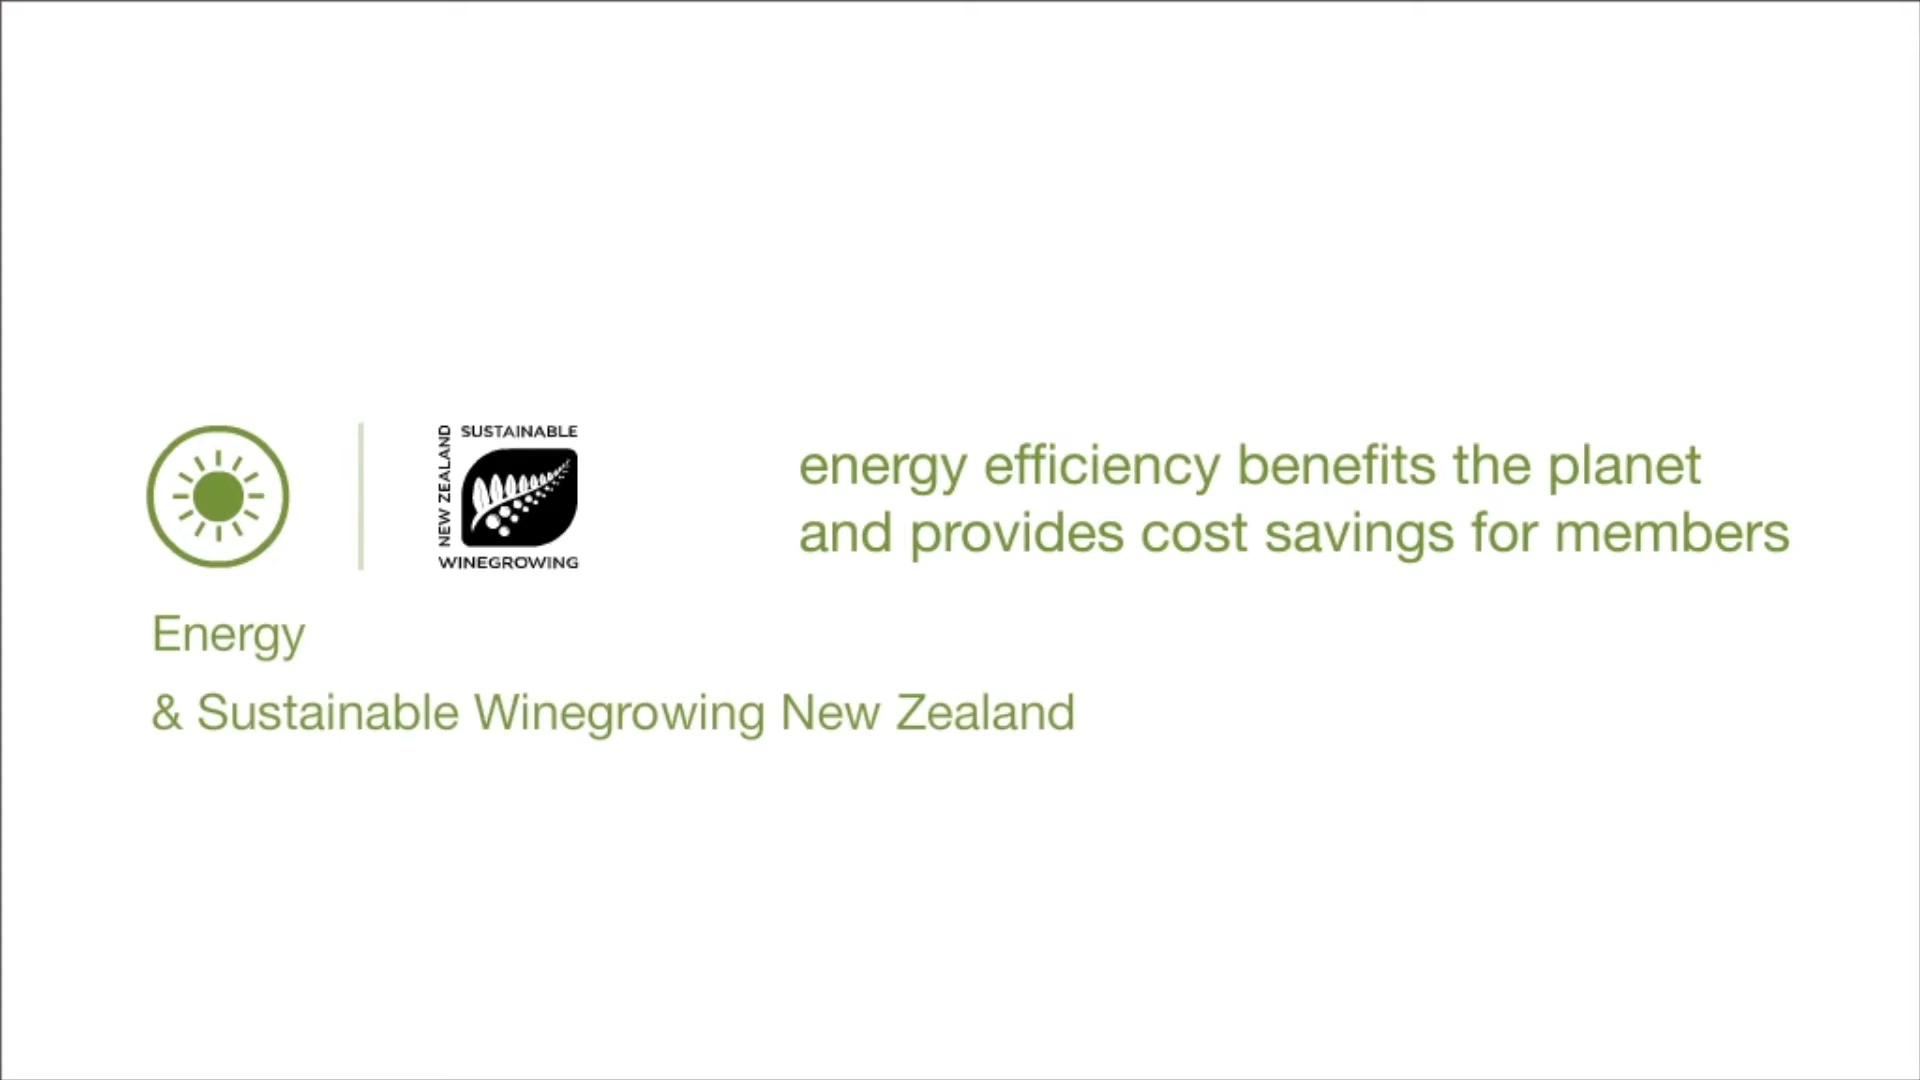 SUSTAINABLE
NEW ZEALAND
WINEGROWING
energy efficiency benefits the planet
and provides cost savings for members
Energy
& Sustainable Winegrowing New Zealand